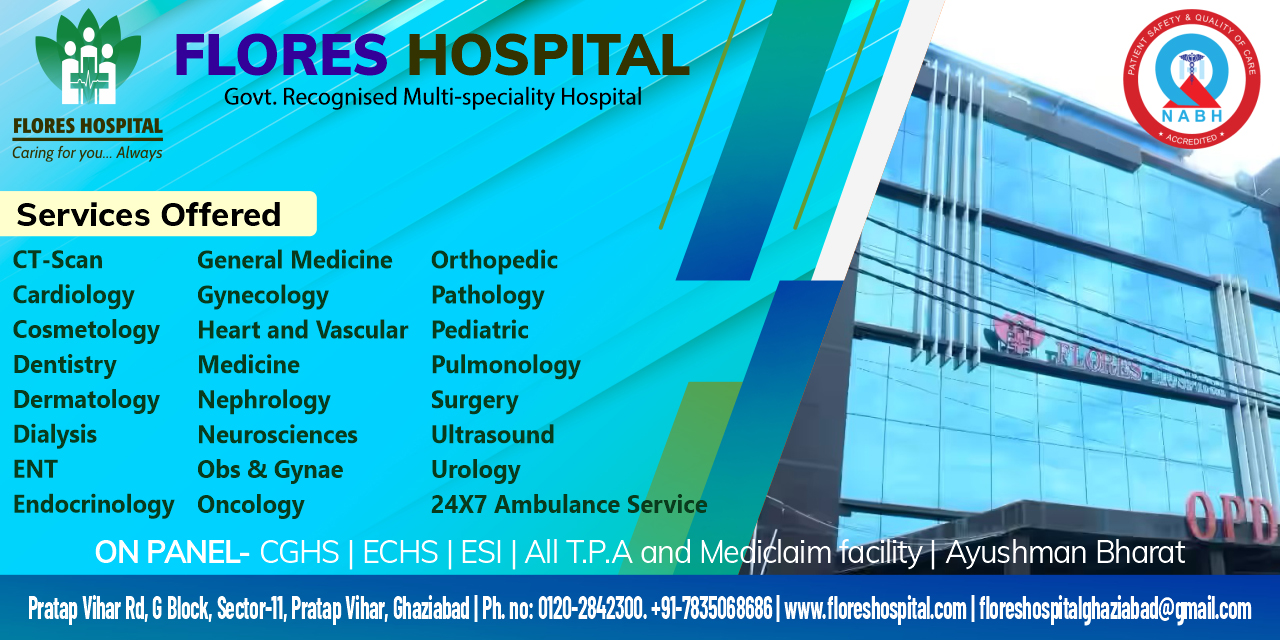 FLORES HOSPITAL
Caring for you... Always
FLORES HOSPITAL
Govt. Recognised Multi-speciality Hospital
PATIENT SAFETY & QUALITY OF CARE
NABH
★ ACCREDITED ★
Services Offered
CT-Scan
Cardiology
Cosmetology
Dentistry
Dermatology
Dialysis
ENT
Endocrinology
General Medicine
Gynecology
Heart and Vascular
Medicine
Nephrology
Neurosciences
Obs & Gynae
Oncology
Orthopedic
Pathology
Pediatric
Pulmonology
Surgery
Ultrasound
Urology
24X7 Ambulance Service
FLORES HOSPITAL
OPD
ON PANEL- CGHS | ECHS | ESI | All T.P.A and Mediclaim facility | Ayushman Bharat
Pratap Vihar Rd, G Block, Sector-11, Pratap Vihar, Ghaziabad | Ph. no: 0120-2842300. +91-7835068686 | www.floreshospital.com | floreshospitalghaziabad@gmail.com